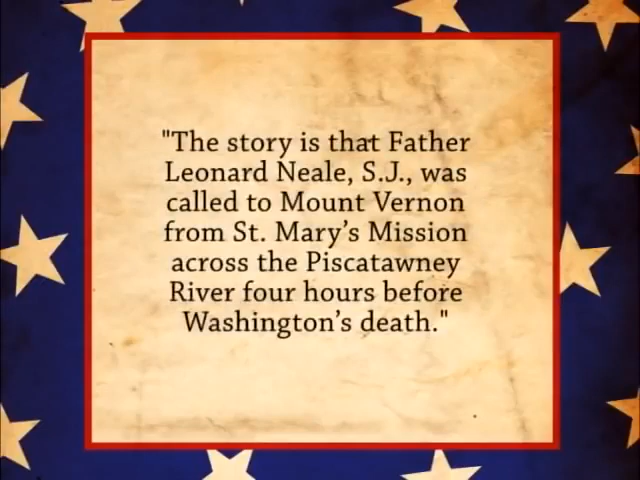 "The story is that Father
Leonard Neale, S.J., was
called to Mount Vernon
from St. Mary’s Mission
across the Piscatawney
River four hours before
Washington’s death."